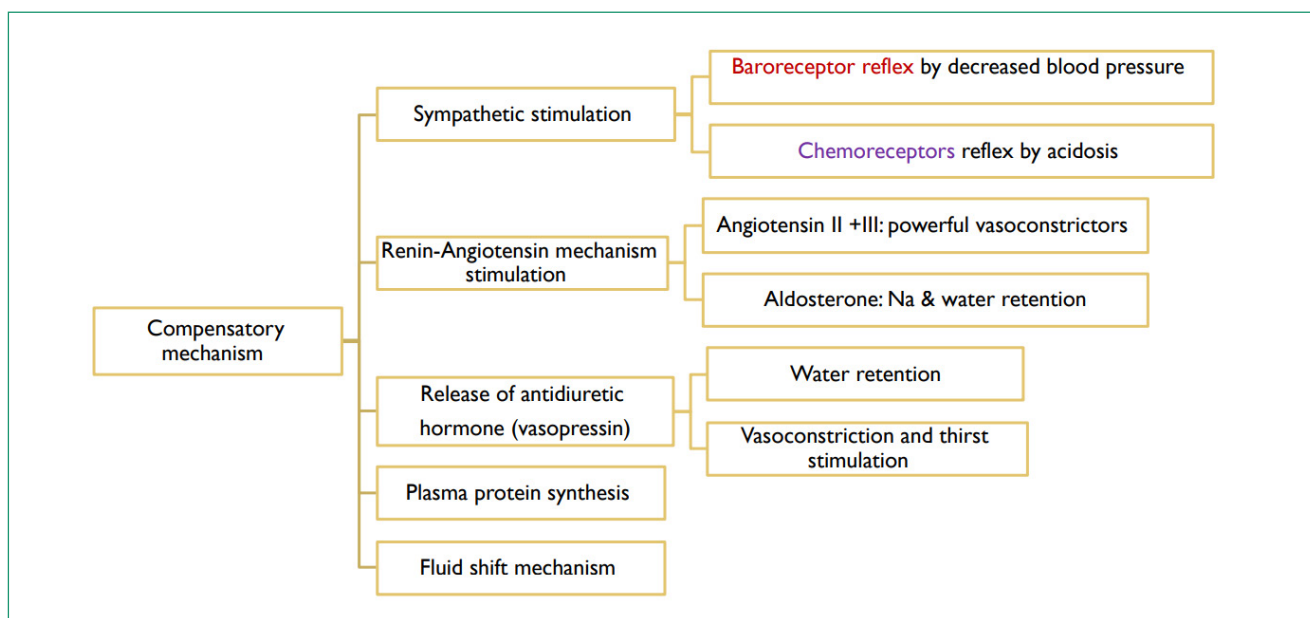 Compensatory
mechanism
Sympathetic stimulation
Baroreceptor reflex by decreased blood pressure
Chemoreceptors reflex by acidosis
Renin-Angiotensin mechanism
stimulation
Angiotensin II +III: powerful vasoconstrictors
Aldosterone: Na & water retention
Release of antidiuretic
hormone (vasopressin)
Water retention
Vasoconstriction and thirst
stimulation
Plasma protein synthesis
Fluid shift mechanism